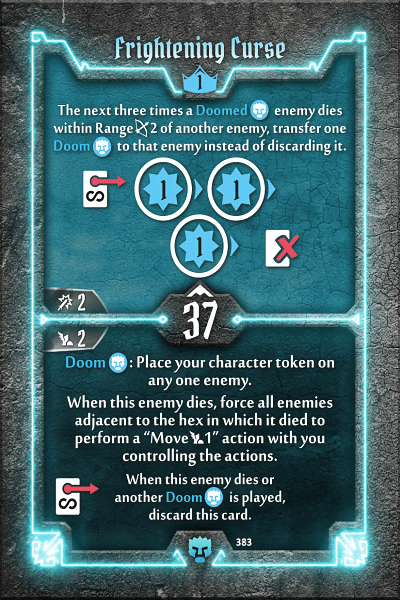 Frightening Curse
1
The next three times a Doomed enemy dies
within Range 2 of another enemy, transfer one
Doom to that enemy instead of discarding it.
S 1 1
1
2
37
2
Doom : Place your character token on
any one enemy.
When this enemy dies, force all enemies
adjacent to the hex in which it died to
perform a “Move 1” action with you
controlling the actions.
When this enemy dies or
S another Doom is played,
discard this card.
383